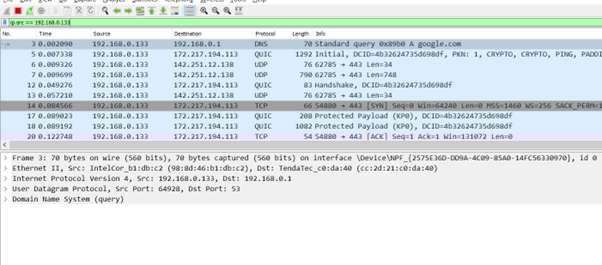 ip.src == 192.168.0.133
No. Time Source Destination Protocol Length Info
3 0.002090 192.168.0.133 192.168.0.1 DNS 70 Standard query 0x89b0 A google.com
5 0.007338 192.168.0.133 172.217.194.113 QUIC 1292 Initial, DCID=4b32624735d698df, PKN: 1, CRYPTO, CRYPTO, PING, PADDI
6 0.009231 192.168.0.133 142.251.12.138 UDP 76 62785 → 443 Len=34
7 0.009699 192.168.0.133 142.251.12.138 UDP 790 62785 → 443 Len=748
12 0.049276 192.168.0.133 172.217.194.113 QUIC 83 Handshake, DCID=4b32624735d698df
13 0.057210 192.168.0.133 142.251.12.138 UDP 76 62785 → 443 Len=34
14 0.084566 192.168.0.133 172.217.194.113 TCP 66 54880 → 443 [SYN] Seq=0 Win=64240 Len=0 MSS=1460 WS=256 SACK_PERM=1
17 0.089023 192.168.0.133 172.217.194.113 QUIC 208 Protected Payload (KP0), DCID=4b32624735d698df
18 0.089192 192.168.0.133 172.217.194.113 QUIC 1082 Protected Payload (KP0), DCID=4b32624735d698df
20 0.122748 192.168.0.133 172.217.194.113 TCP 54 54880 → 443 [ACK] Seq=1 Ack=1 Win=131072 Len=0
> Frame 3: 70 bytes on wire (560 bits), 70 bytes captured (560 bits) on interface \Device\NPF_{2575E36D-DD9A-4C09-85A0-14FC56330970}, id 0
> Ethernet II, Src: IntelCor_b1:db:c2 (98:8d:46:b1:db:c2), Dst: TendaTec_c0:da:40 (cc:2d:21:c0:da:40)
> Internet Protocol Version 4, Src: 192.168.0.133, Dst: 192.168.0.1
> User Datagram Protocol, Src Port: 64928, Dst Port: 53
> Domain Name System (query)